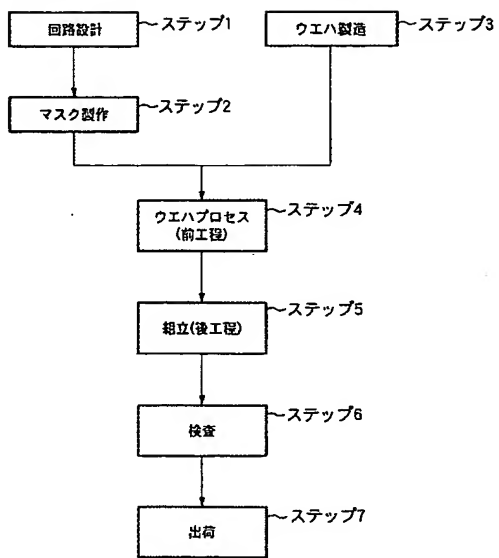 回路設計
~ステップ1
ウエハ製造
~ステップ3
マスク製作
~ステップ2
ウエハプロセス
(前工程)
~ステップ4
組立(後工程)
~ステップ5
検査
~ステップ6
出荷
~ステップ7